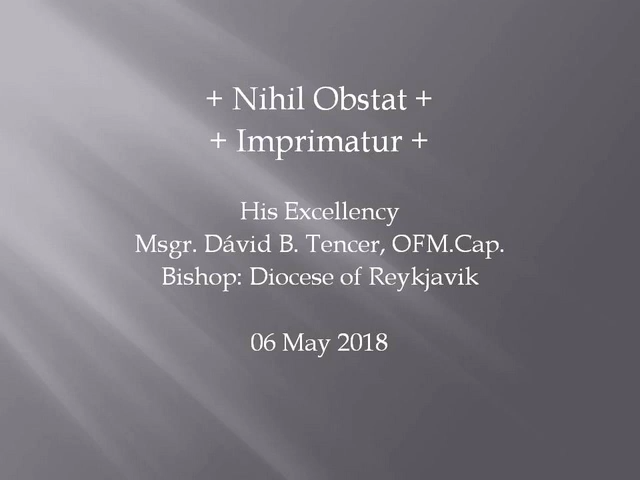 + Nihil Obstat +
+ Imprimatur +
His Excellency
Msgr. Dávid B. Tencer, OFM.Cap.
Bishop: Diocese of Reykjavik
06 May 2018